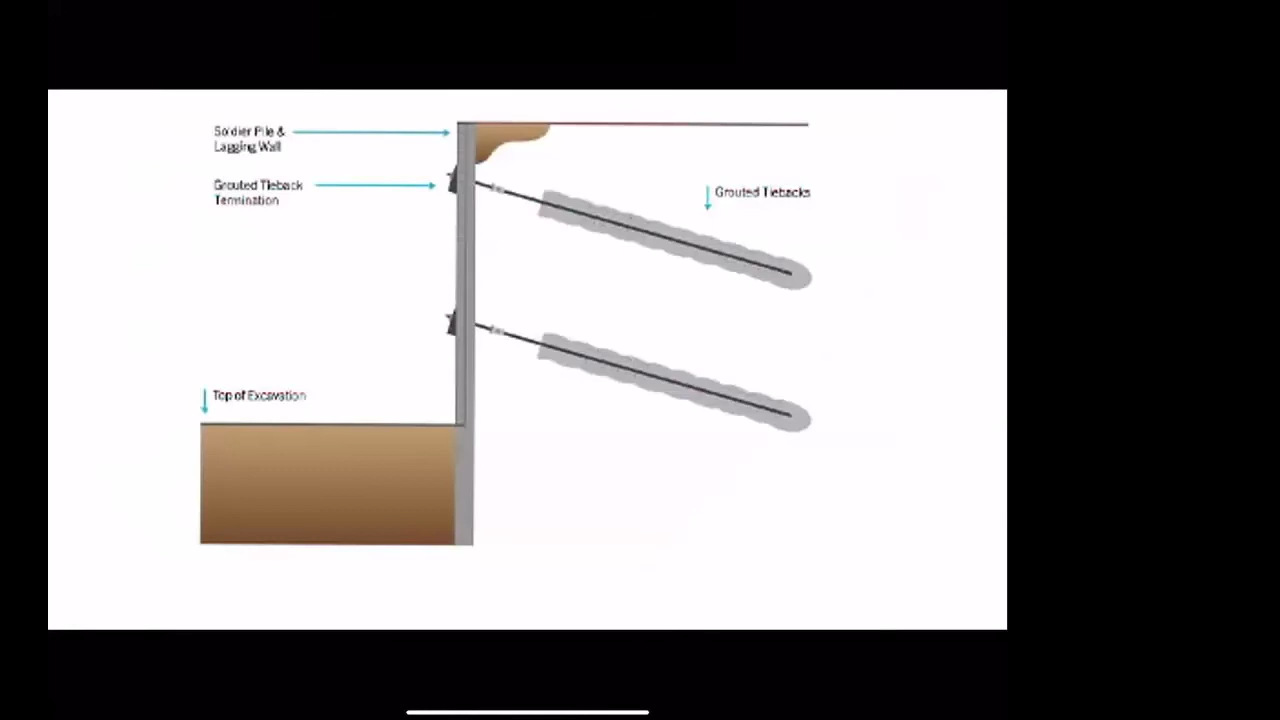 Soldier Pile &
Lagging Wall
Grouted Tieback
Termination
Grouted Tiebacks
Top of Excavation